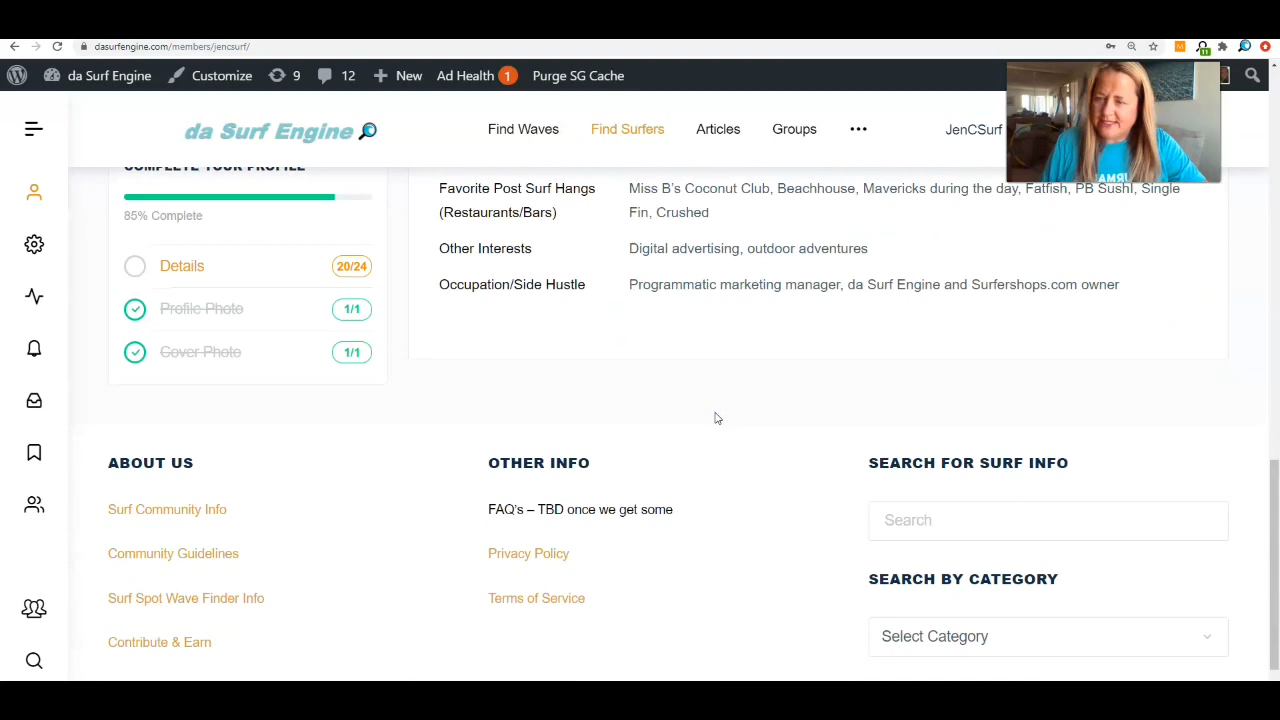 dasurfengine.com/members/jencsurf/
11
da Surf Engine
Customize
9
12
New
Ad Health 1
Purge SG Cache
da Surf Engine
Find Waves
Find Surfers
Articles
Groups
JenCSurf
COMPLETE YOUR PROFILE
85% Complete
Details 20/24
Profile Photo 1/1
Cover Photo 1/1
Favorite Post Surf Hangs Miss B's Coconut Club, Beachhouse, Mavericks during the day, Fatfish, PB SushI, Single
(Restaurants/Bars) Fin, Crushed
Other Interests Digital advertising, outdoor adventures
Occupation/Side Hustle Programmatic marketing manager, da Surf Engine and Surfershops.com owner
ABOUT US
Surf Community Info
Community Guidelines
Surf Spot Wave Finder Info
Contribute & Earn
OTHER INFO
FAQ's – TBD once we get some
Privacy Policy
Terms of Service
SEARCH FOR SURF INFO
Search
SEARCH BY CATEGORY
Select Category